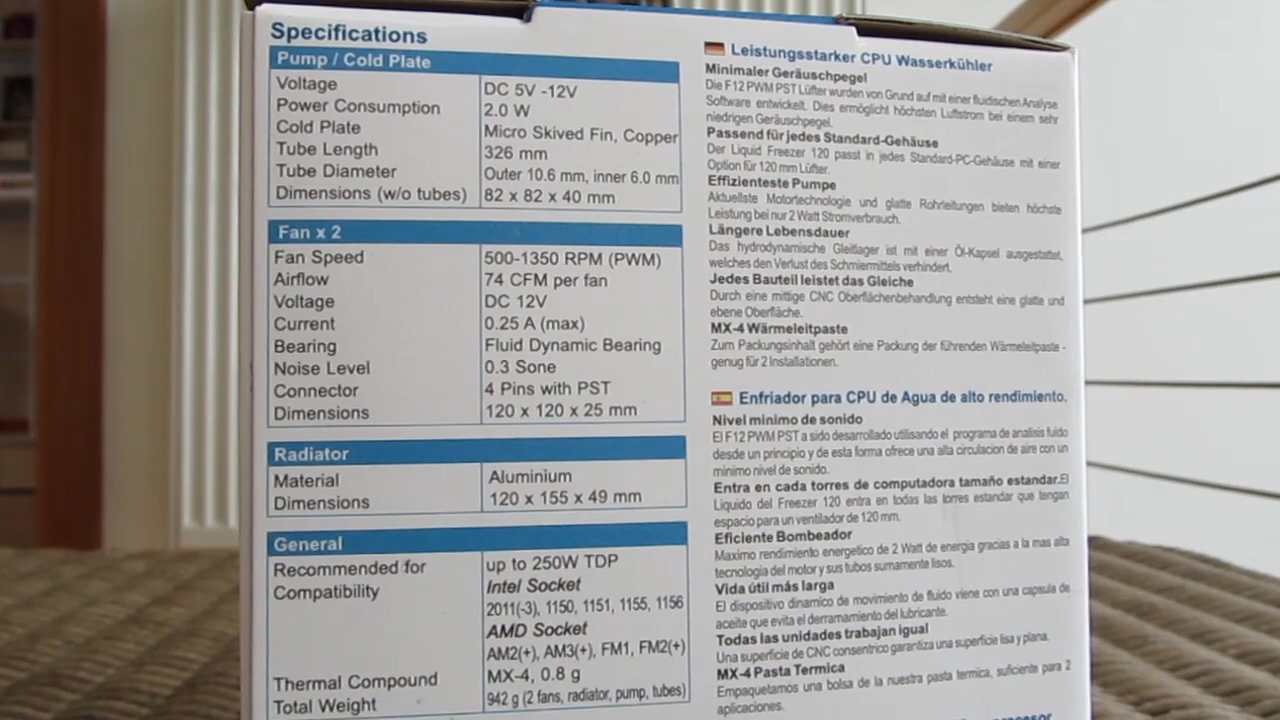 Specifications
Pump / Cold Plate
Voltage DC 5V -12V
Power Consumption 2.0 W
Cold Plate Micro Skived Fin, Copper
Tube Length 326 mm
Tube Diameter Outer 10.6 mm, inner 6.0 mm
Dimensions (w/o tubes) 82 x 82 x 40 mm
Fan x 2
Fan Speed 500-1350 RPM (PWM)
Airflow 74 CFM per fan
Voltage DC 12V
Current 0.25 A (max)
Bearing Fluid Dynamic Bearing
Noise Level 0.3 Sone
Connector 4 Pins with PST
Dimensions 120 x 120 x 25 mm
Radiator
Material Aluminium
Dimensions 120 x 155 x 49 mm
General
Recommended for up to 250W TDP
Compatibility Intel Socket
2011(-3), 1150, 1151, 1155, 1156
AMD Socket
AM2(+), AM3(+), FM1, FM2(+)
Thermal Compound MX-4, 0.8 g
Total Weight 942 g (2 fans, radiator, pump, tubes)
Leistungsstarker CPU Wasserkühler
Minimaler Geräuschpegel
Die F12 PWM PST Lüfter wurden von Grund auf mit einer fluidischen Analyse
Software entwickelt. Dies ermöglicht höchsten Luftstrom bei einem sehr
niedrigen Geräuschpegel.
Passend für jedes Standard-Gehäuse
Der Liquid Freezer 120 passt in jedes Standard-PC-Gehäuse mit einer
Option für 120 mm Lüfter.
Effizienteste Pumpe
Aktuellste Motortechnologie und glatte Rohrleitungen bieten höchste
Leistung bei nur 2 Watt Stromverbrauch.
Längere Lebensdauer
Das hydrodynamische Gleitlager ist mit einer Öl-Kapsel ausgestattet,
welches den Verlust des Schmiermittels verhindert.
Jedes Bauteil leistet das Gleiche
Durch eine mittige CNC Oberflächenbehandlung entsteht eine glatte und
ebene Oberfläche.
MX-4 Wärmeleitpaste
Zum Packungsinhalt gehört eine Packung der führenden Wärmeleitpaste -
genug für 2 Installationen.
Enfriador para CPU de Agua de alto rendimiento.
Nivel minimo de sonido
El F12 PWM PST a sido desarrollado utilisando el programa de analisis fuido
desde un principio y de esta forma ofrece una alta circulacion de aire con un
minimo nivel de sonido.
Entra en cada torres de computadora tamaño estandar.El
Liquido del Freezer 120 entra en todas las torres estandar que tengan
espacio para un ventilador de 120 mm.
Eficiente Bombeador
Maximo rendimiento energetico de 2 Watt de energia gracias a la mas alta
tecnologia del motor y sus tubos sumamente lisos.
Vida útil más larga
El dispositivo dinamico de movimiento de fluido viene con una capsula de
aceite que evita el derramamiento del lubricante.
Todas las unidades trabajan igual
Una superficie de CNC consentrico garantiza una superficie lisa y plana.
MX-4 Pasta Termica
Empaquetamos una bolsa de la nuestra pasta termica, suficiente para 2
aplicaciones.